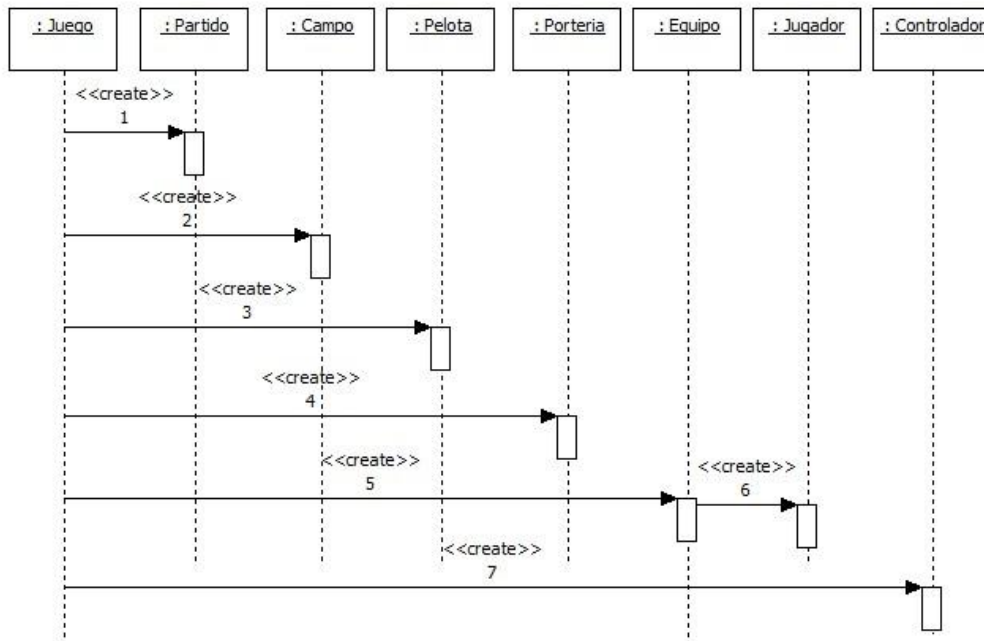 : Juego
: Partido
: Campo
: Pelota
: Porteria
: Equipo
: Jugador
: Controlador
<<create>>
1
<<create>>
2
<<create>>
3
<<create>>
4
<<create>>
5
<<create>>
6
<<create>>
7